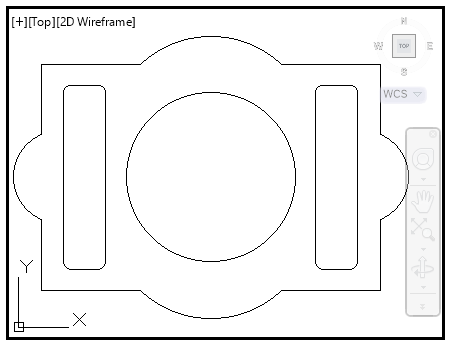 [+][Top][2D Wireframe]
N
W TOP E
S
WCS
Y
X